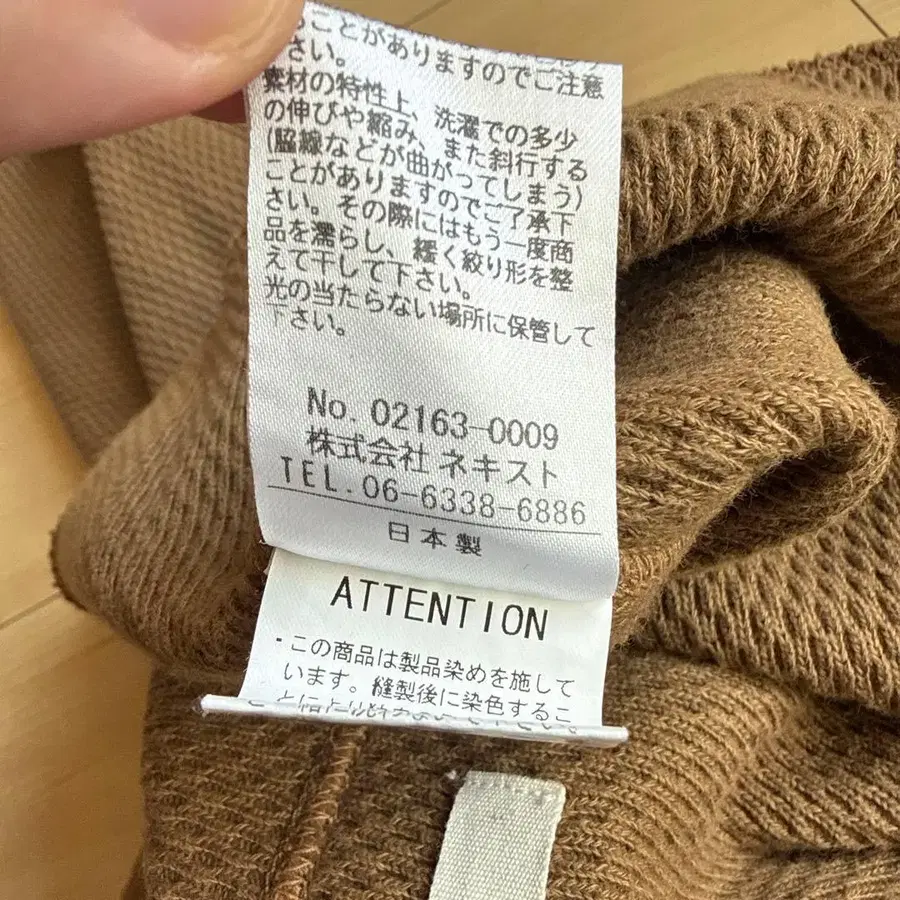 ることがありますのでご注意
下さい。
素材の特性上、洗濯での多少
の伸びや縮み、また斜行する
(脇線などが曲がってしまう)
ことがありますのでご了承下
さい。その際にはもう一度商
品を濡らし、緩く絞り形を整
えて干して下さい。
光の当たらない場所に保管して
下さい。
No. 02163-0009
株式会社 ネキスト
TEL. 06-6338-6886
日本製
ATTENTION
・この商品は製品染めを施して
います。縫製後に染色するこ